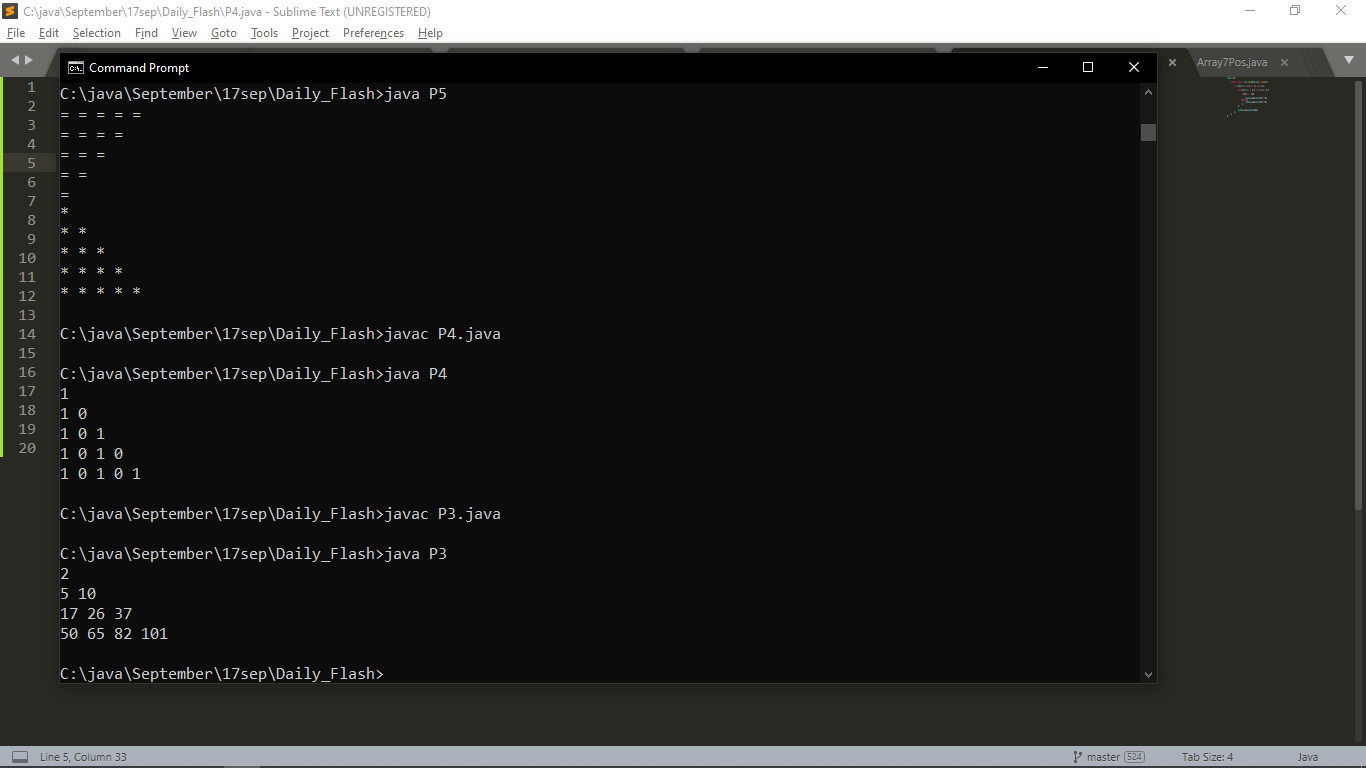 C:\java\September\17sep\Daily_Flash\P4.java - Sublime Text (UNREGISTERED)
File Edit Selection Find View Goto Tools Project Preferences Help
Array7Pos.java
Command Prompt
1
2
3
4
5
6
7
8
9
10
11
12
13
14
15
16
17
18
19
20
C:\java\September\17sep\Daily_Flash>java P5
= = = = =
= = = =
= = =
= =
=
*
* *
* * *
* * * *
* * * * *
C:\java\September\17sep\Daily_Flash>javac P4.java
C:\java\September\17sep\Daily_Flash>java P4
1
1 0
1 0 1
1 0 1 0
1 0 1 0 1
C:\java\September\17sep\Daily_Flash>javac P3.java
C:\java\September\17sep\Daily_Flash>java P3
2
5 10
17 26 37
50 65 82 101
C:\java\September\17sep\Daily_Flash>
Line 5, Column 33 master 524 Tab Size: 4 Java